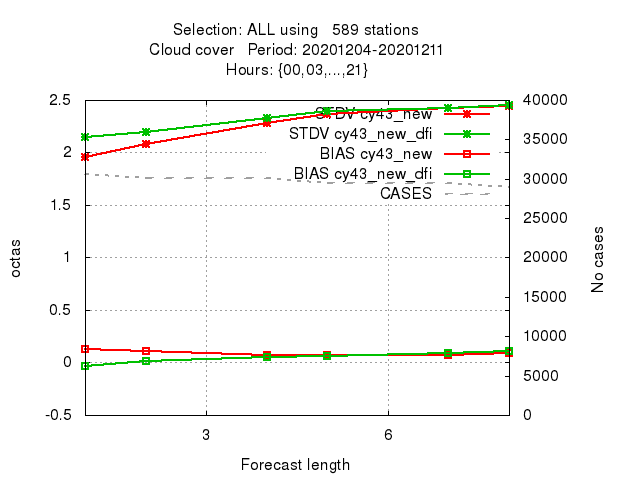 Selection: ALL using 589 stations
Cloud cover Period: 20201204-20201211
Hours: {00,03,...,21}
STDV cy43_new
STDV cy43_new_dfi
BIAS cy43_new
BIAS cy43_new_dfi
CASES
2.5
2
1.5
1
0.5
0
-0.5
octas
40000
35000
30000
25000
20000
15000
10000
5000
0
No cases
3
6
Forecast length